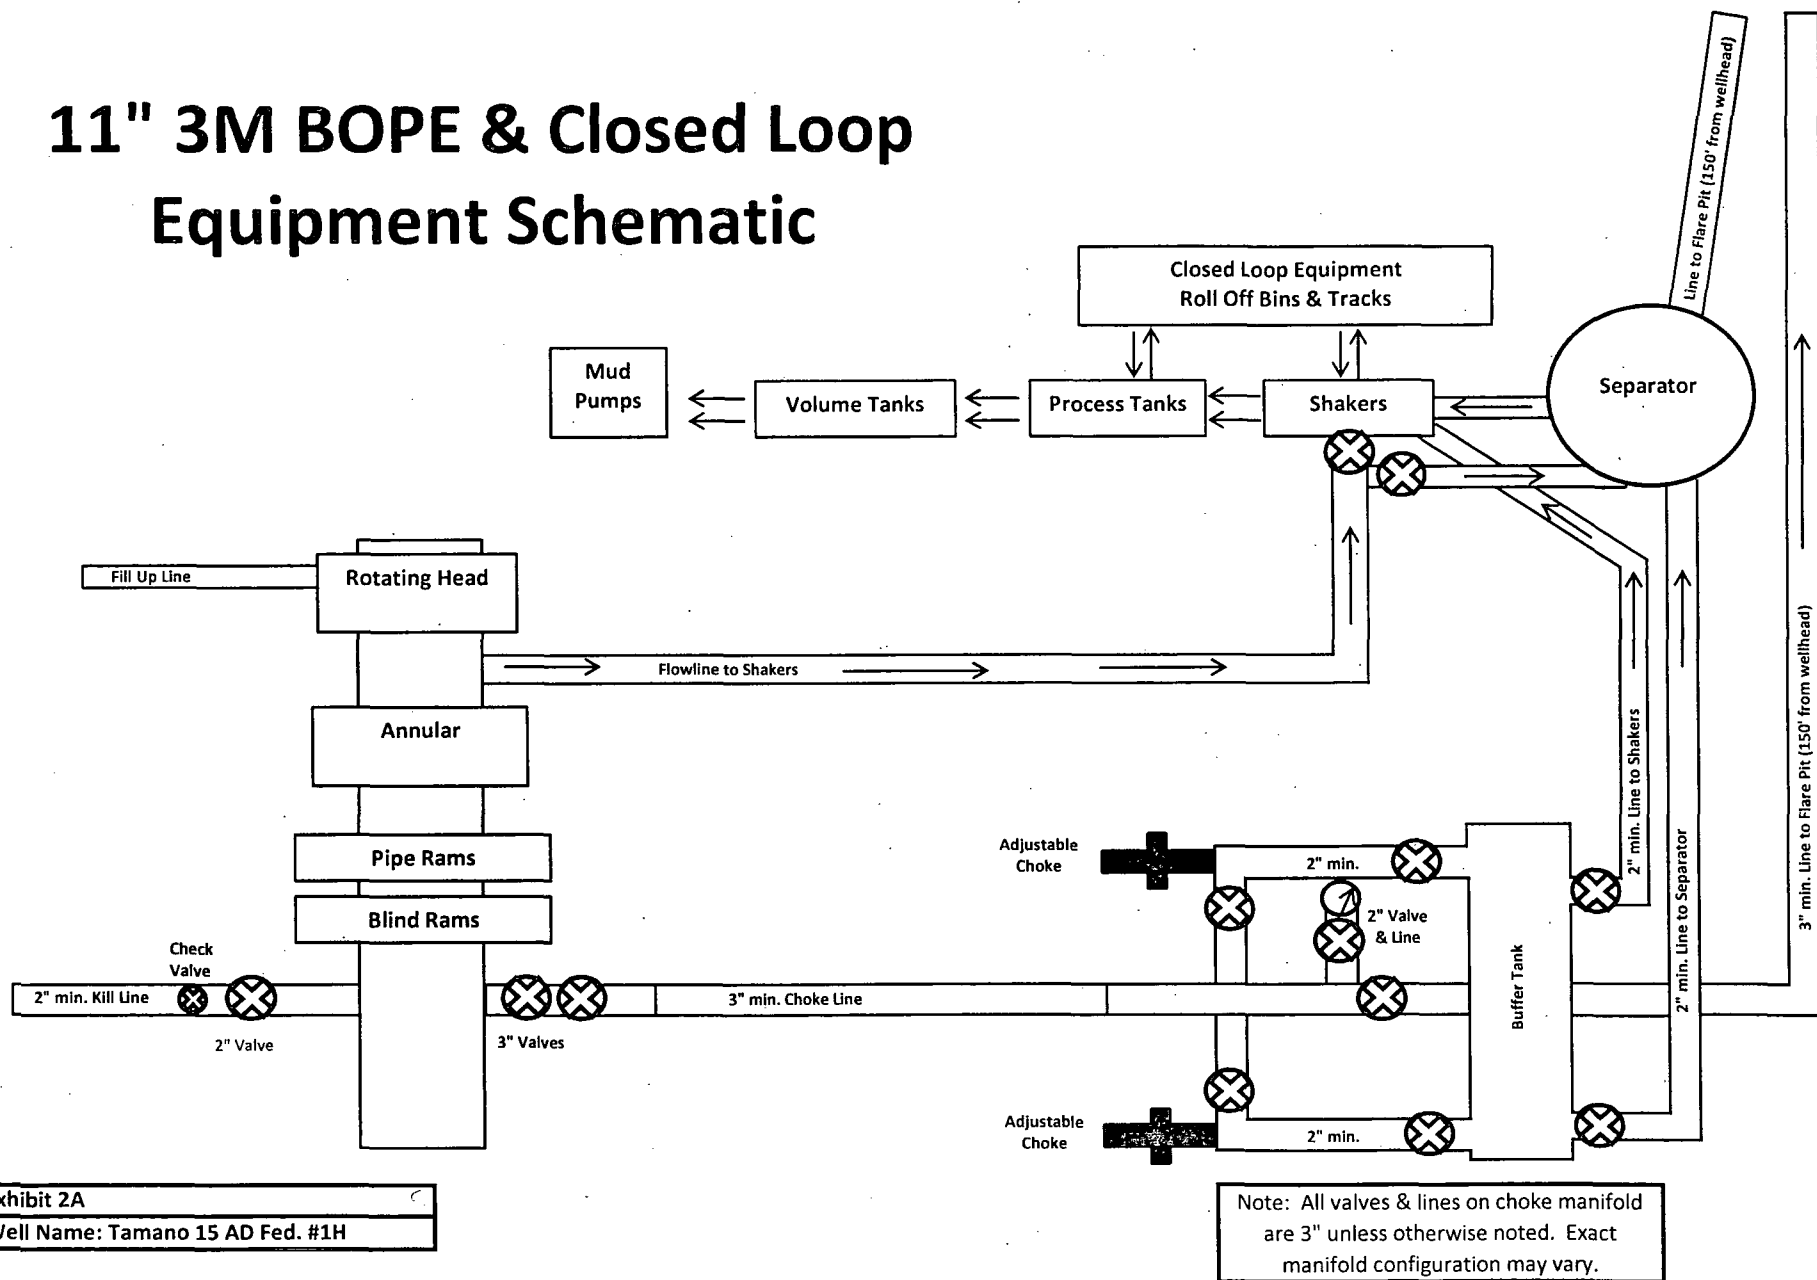 11" 3M BOPE & Closed Loop
Equipment Schematic
Line to Flare Pit (150' from wellhead)
Closed Loop Equipment
Roll Off Bins & Tracks
Mud
Pumps
Volume Tanks
Process Tanks
Shakers
Separator
Fill Up Line
Rotating Head
Flowline to Shakers
Annular
Pipe Rams
Blind Rams
Check
Valve
2" min. Kill Line
2" Valve
3" Valves
3" min. Choke Line
Adjustable
Choke
2" min.
2" Valve
& Line
Buffer Tank
2" min. Line to Shakers
2" min. Line to Separator
3" min. Line to Flare Pit (150' from wellhead)
Adjustable
Choke
2" min.
xhibit 2A
Well Name: Tamano 15 AD Fed. #1H
Note: All valves & lines on choke manifold
are 3" unless otherwise noted. Exact
manifold configuration may vary.